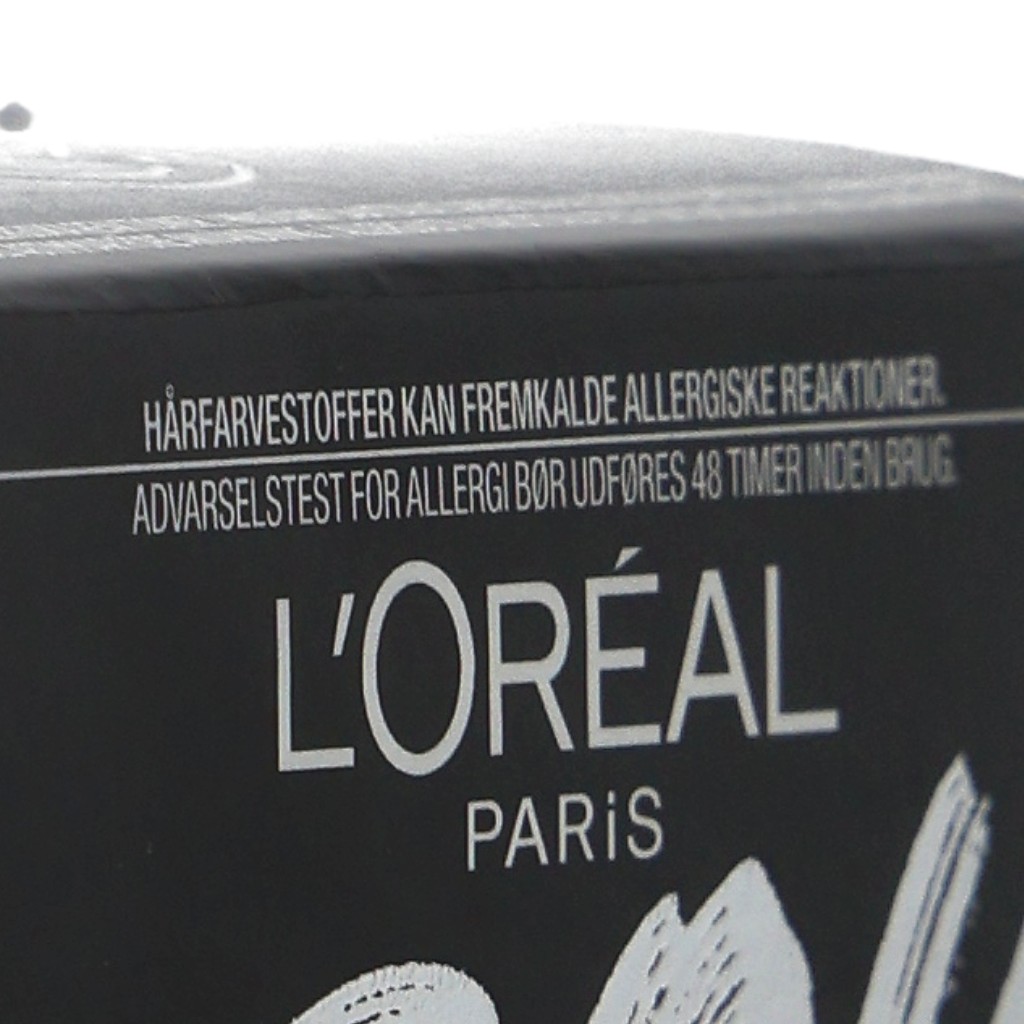 HÅRFARVESTOFFER KAN FREMKALDE ALLERGISKE REAKTIONER.
ADVARSELSTEST FOR ALLERGI BØR UDFØRES 48 TIMER INDEN BRUG.
L'ORÉAL
PARiS